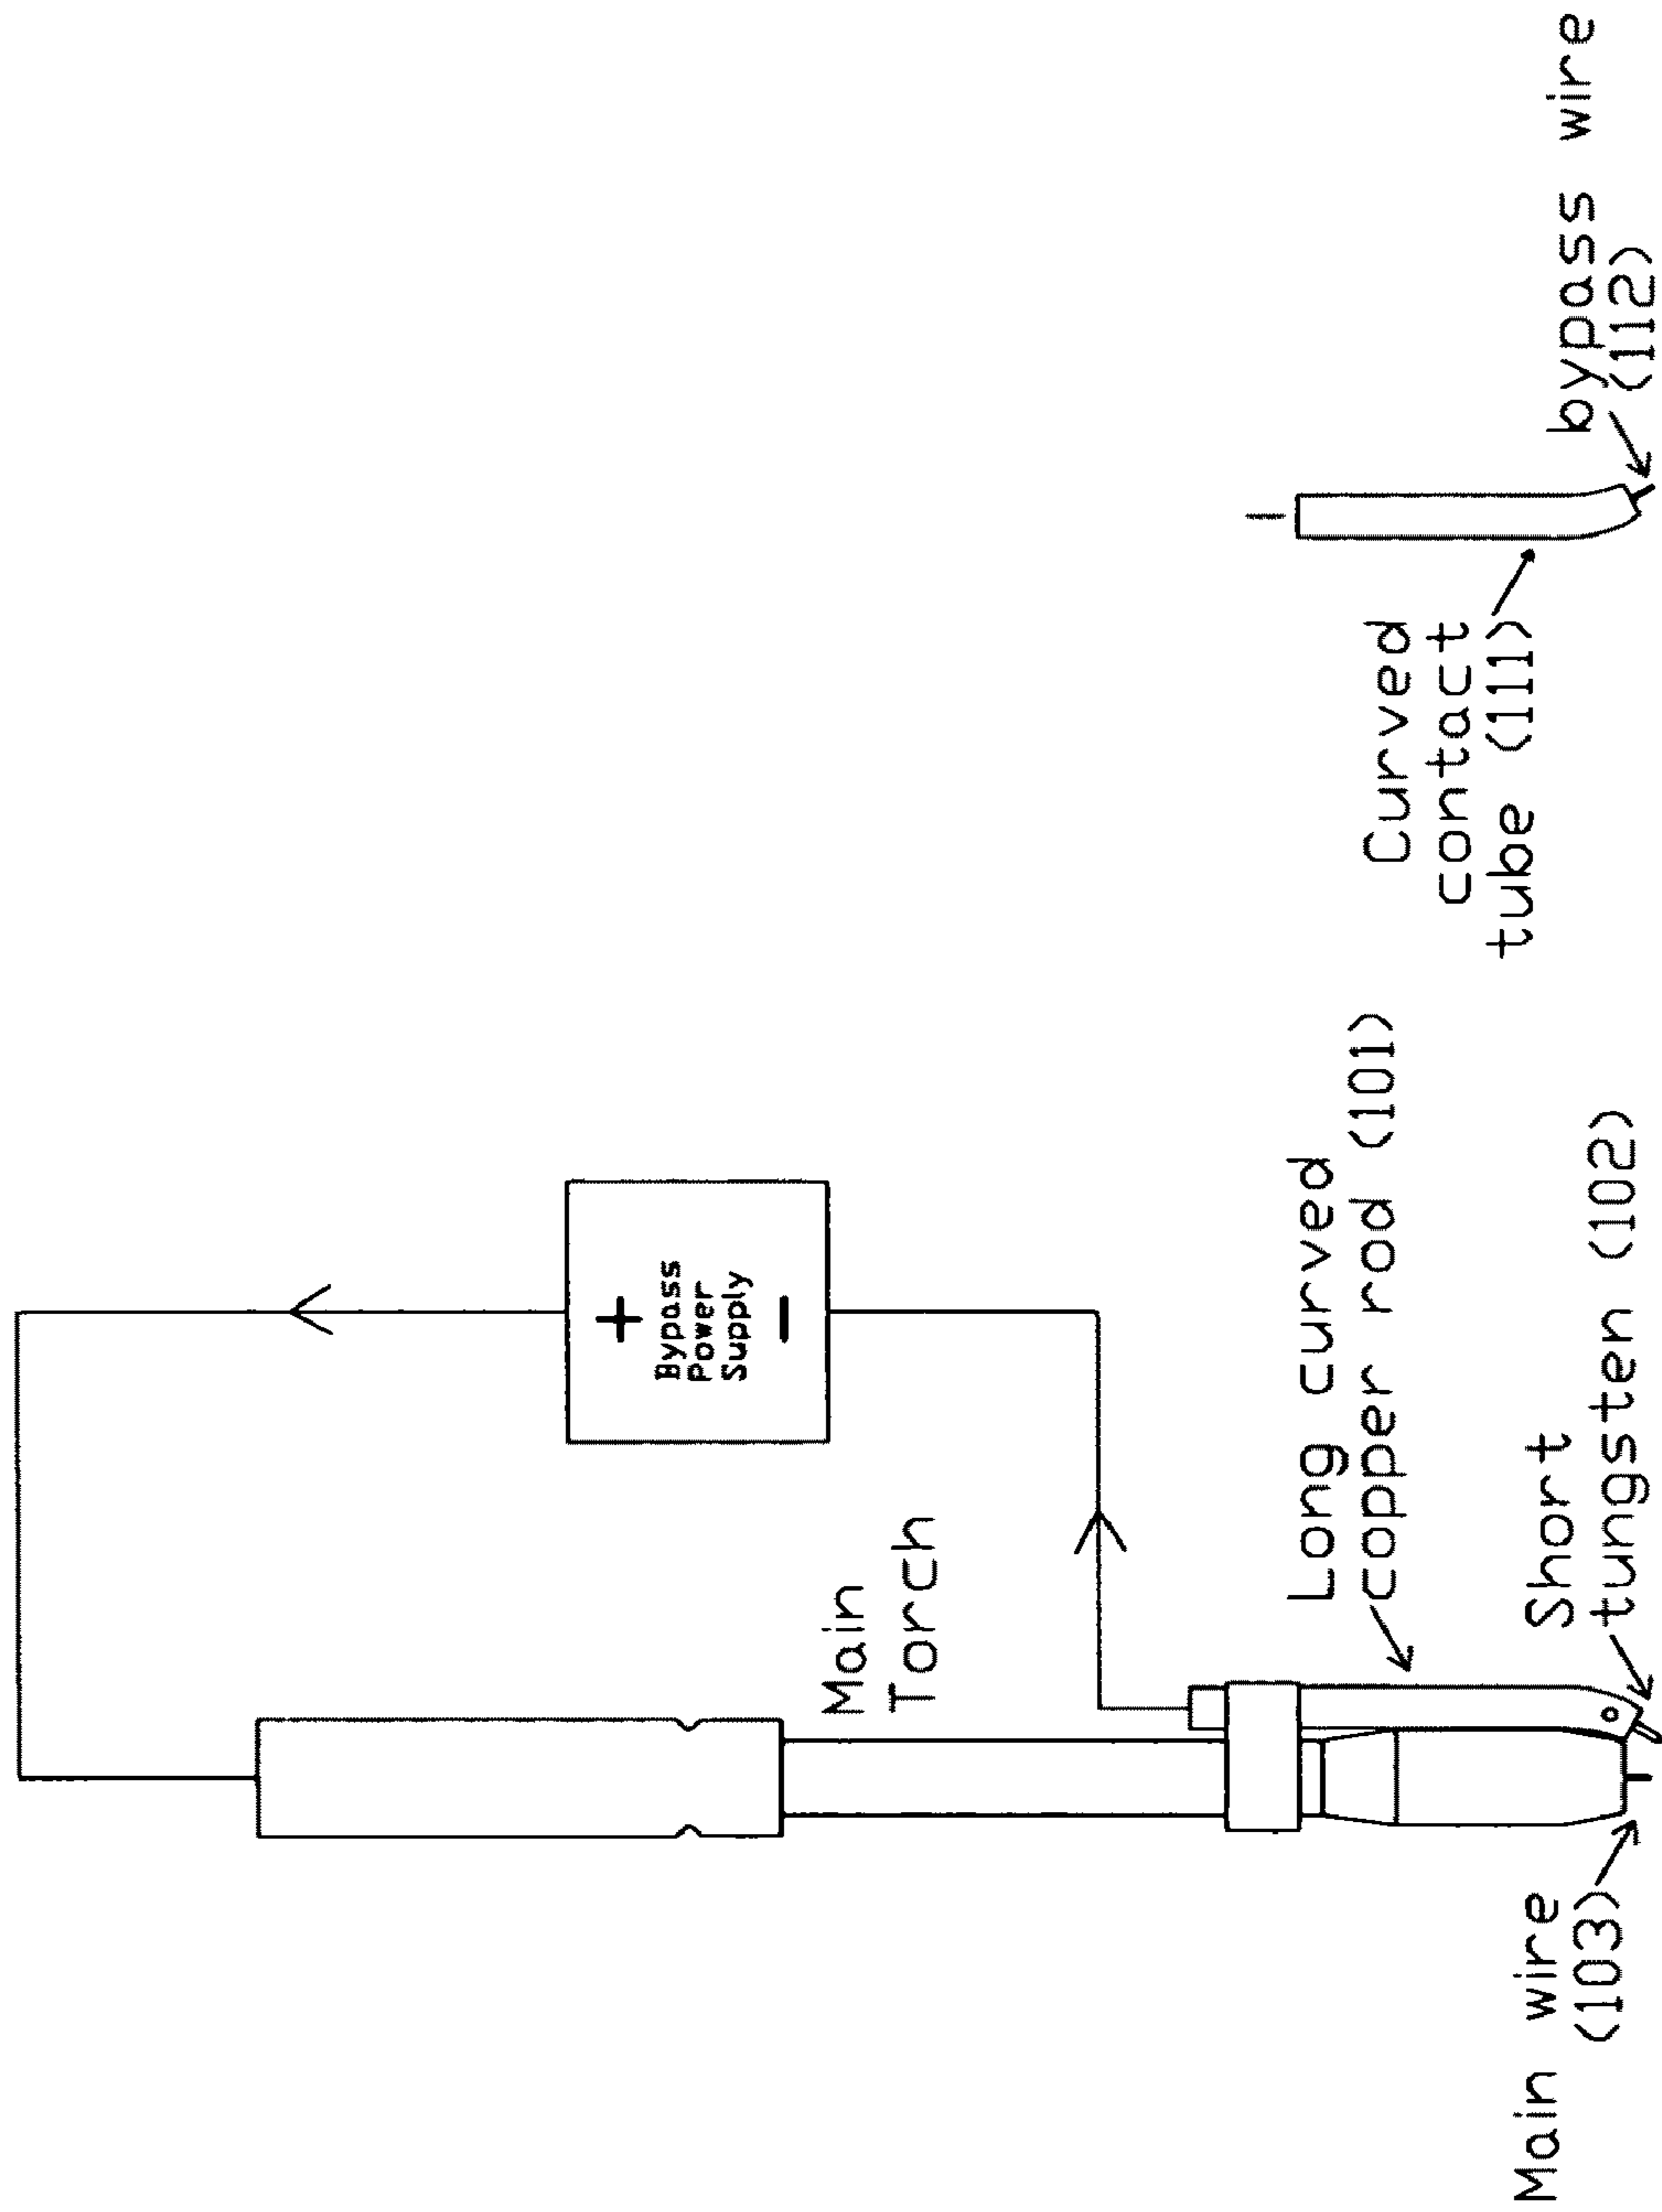 +
Bypass
Power
Supply
−
Main
Torch
Long curved
copper rod (101)
Short
tungsten (102)
Main wire
(103)
Curved
contact
tube (111)
bypass wire
(112)